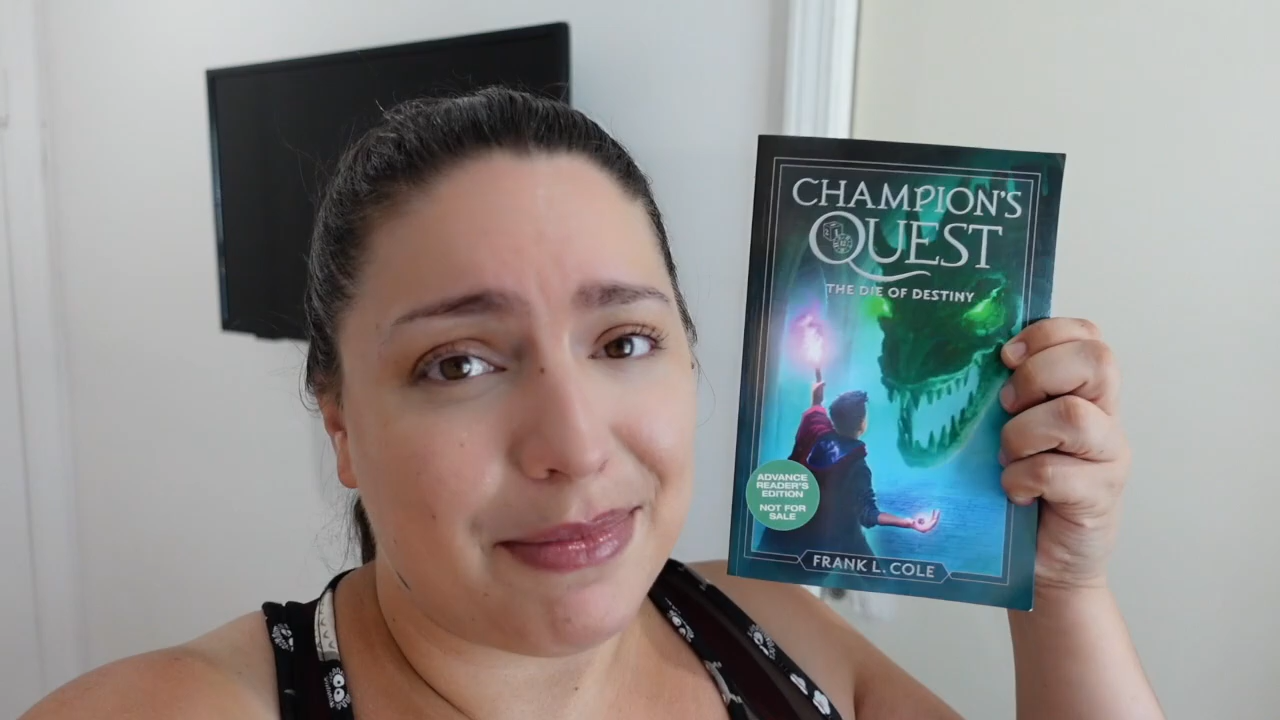 CHAMPION'S
QUEST
THE DIE OF DESTINY
ADVANCE
READER'S
EDITION
NOT FOR
SALE
FRANK L. COLE